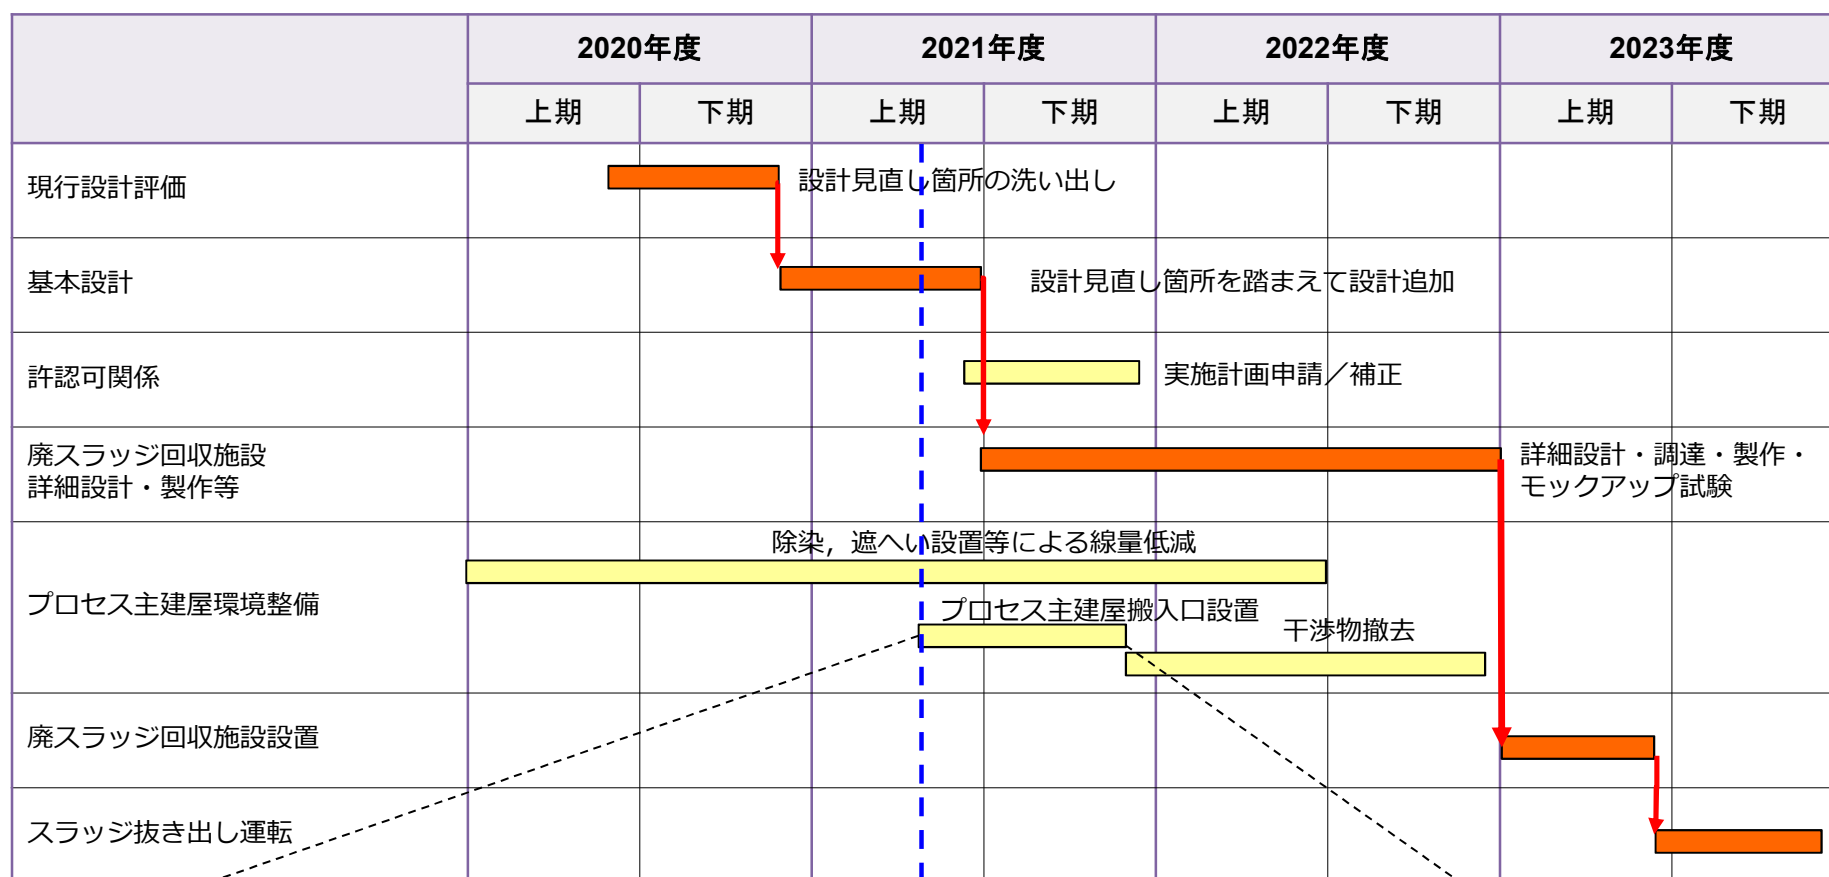 2020年度
2021年度
2022年度
2023年度
上期
下期
上期
下期
上期
下期
上期
下期
現行設計評価
設計見直し箇所の洗い出し
基本設計
設計見直し箇所を踏まえて設計追加
許認可関係
実施計画申請／補正
廃スラッジ回収施設
詳細設計・製作等
詳細設計・調達・製作・
モックアップ試験
除染，遮へい設置等による線量低減
プロセス主建屋環境整備
プロセス主建屋搬入口設置
干渉物撤去
廃スラッジ回収施設設置
スラッジ抜き出し運転